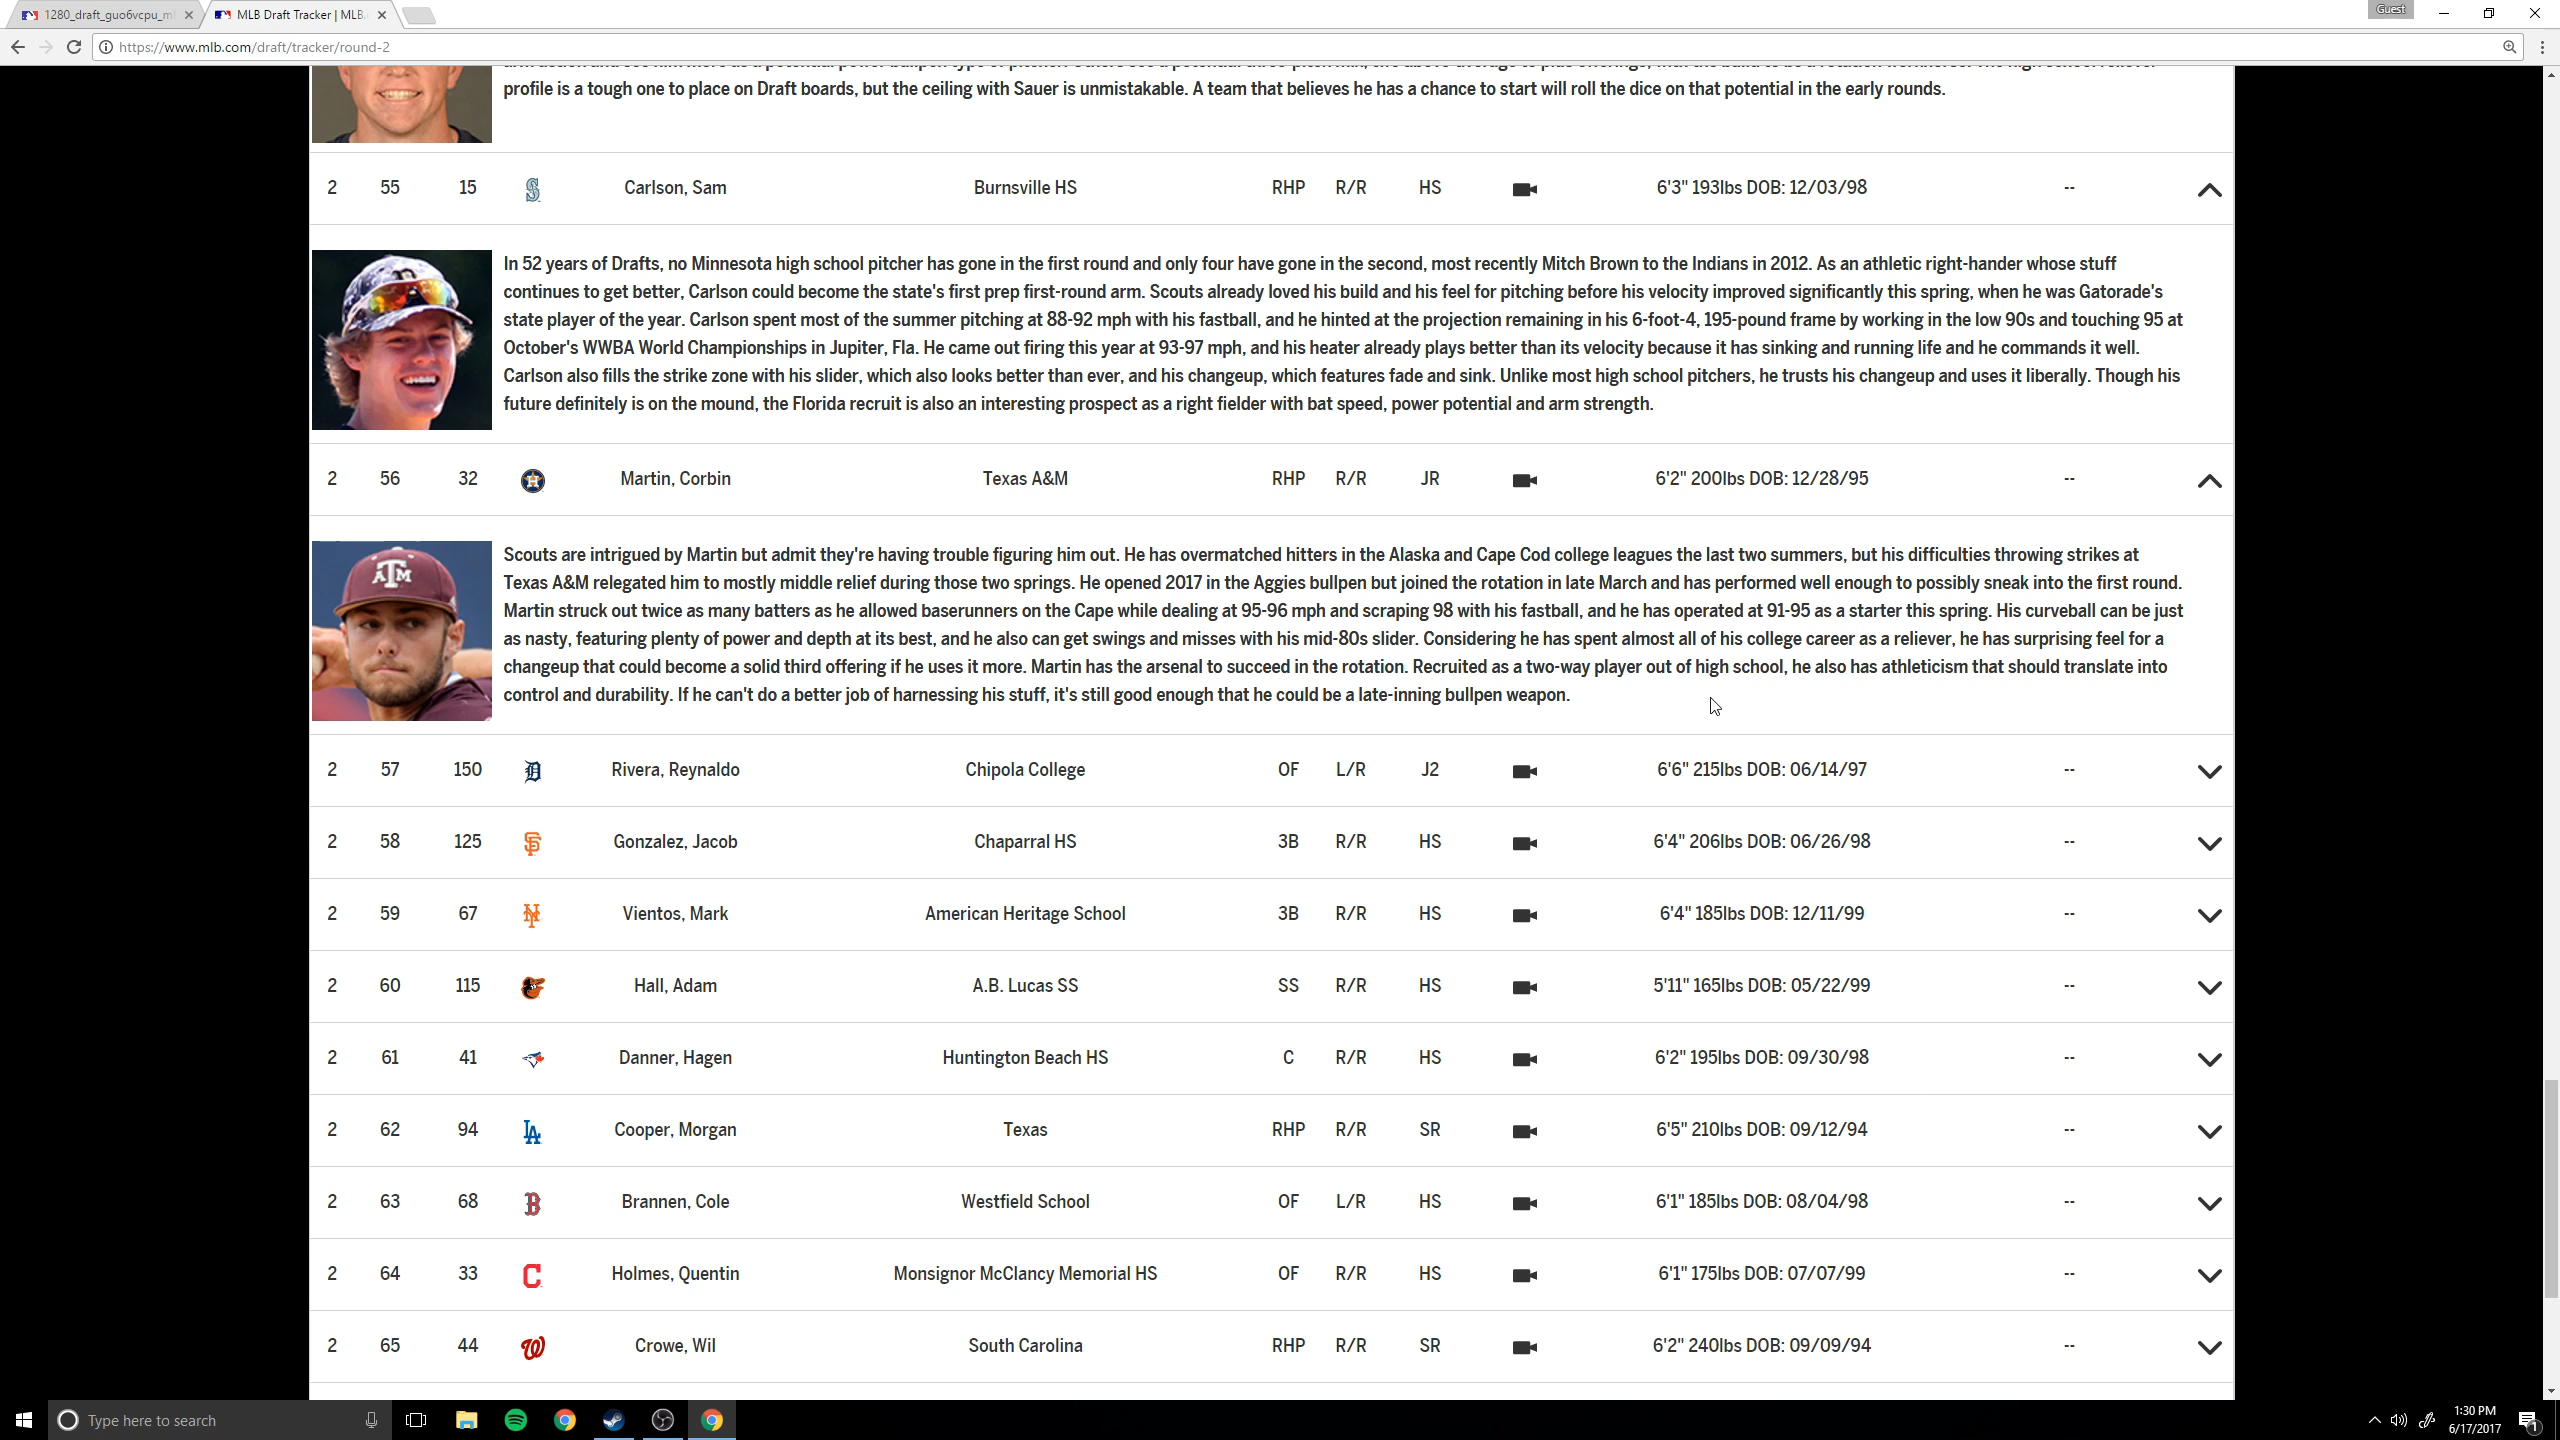 1280_draft_guo6vcpu_m
MLB Draft Tracker | MLB.
Guest
https://www.mlb.com/draft/tracker/round-2
profile is a tough one to place on Draft boards, but the ceiling with Sauer is unmistakable. A team that believes he has a chance to start will roll the dice on that potential in the early rounds.
2 55 15 S Carlson, Sam Burnsville HS RHP R/R HS 6'3" 193lbs DOB: 12/03/98 --
In 52 years of Drafts, no Minnesota high school pitcher has gone in the first round and only four have gone in the second, most recently Mitch Brown to the Indians in 2012. As an athletic right-hander whose stuff
continues to get better, Carlson could become the state's first prep first-round arm. Scouts already loved his build and his feel for pitching before his velocity improved significantly this spring, when he was Gatorade's
state player of the year. Carlson spent most of the summer pitching at 88-92 mph with his fastball, and he hinted at the projection remaining in his 6-foot-4, 195-pound frame by working in the low 90s and touching 95 at
October's WWBA World Championships in Jupiter, Fla. He came out firing this year at 93-97 mph, and his heater already plays better than its velocity because it has sinking and running life and he commands it well.
Carlson also fills the strike zone with his slider, which also looks better than ever, and his changeup, which features fade and sink. Unlike most high school pitchers, he trusts his changeup and uses it liberally. Though his
future definitely is on the mound, the Florida recruit is also an interesting prospect as a right fielder with bat speed, power potential and arm strength.
2 56 32 H Martin, Corbin Texas A&M RHP R/R JR 6'2" 200lbs DOB: 12/28/95 --
ATM
Scouts are intrigued by Martin but admit they're having trouble figuring him out. He has overmatched hitters in the Alaska and Cape Cod college leagues the last two summers, but his difficulties throwing strikes at
Texas A&M relegated him to mostly middle relief during those two springs. He opened 2017 in the Aggies bullpen but joined the rotation in late March and has performed well enough to possibly sneak into the first round.
Martin struck out twice as many batters as he allowed baserunners on the Cape while dealing at 95-96 mph and scraping 98 with his fastball, and he has operated at 91-95 as a starter this spring. His curveball can be just
as nasty, featuring plenty of power and depth at its best, and he also can get swings and misses with his mid-80s slider. Considering he has spent almost all of his college career as a reliever, he has surprising feel for a
changeup that could become a solid third offering if he uses it more. Martin has the arsenal to succeed in the rotation. Recruited as a two-way player out of high school, he also has athleticism that should translate into
control and durability. If he can't do a better job of harnessing his stuff, it's still good enough that he could be a late-inning bullpen weapon.
2 57 150 D Rivera, Reynaldo Chipola College OF L/R J2 6'6" 215lbs DOB: 06/14/97 --
2 58 125 SF Gonzalez, Jacob Chaparral HS 3B R/R HS 6'4" 206lbs DOB: 06/26/98 --
2 59 67 NY Vientos, Mark American Heritage School 3B R/R HS 6'4" 185lbs DOB: 12/11/99 --
2 60 115 Hall, Adam A.B. Lucas SS SS R/R HS 5'11" 165lbs DOB: 05/22/99 --
2 61 41 Danner, Hagen Huntington Beach HS C R/R HS 6'2" 195lbs DOB: 09/30/98 --
2 62 94 LA Cooper, Morgan Texas RHP R/R SR 6'5" 210lbs DOB: 09/12/94 --
2 63 68 B Brannen, Cole Westfield School OF L/R HS 6'1" 185lbs DOB: 08/04/98 --
2 64 33 C Holmes, Quentin Monsignor McClancy Memorial HS OF R/R HS 6'1" 175lbs DOB: 07/07/99 --
2 65 44 W Crowe, Wil South Carolina RHP R/R SR 6'2" 240lbs DOB: 09/09/94 --
Type here to search
1:30 PM
6/17/2017
1